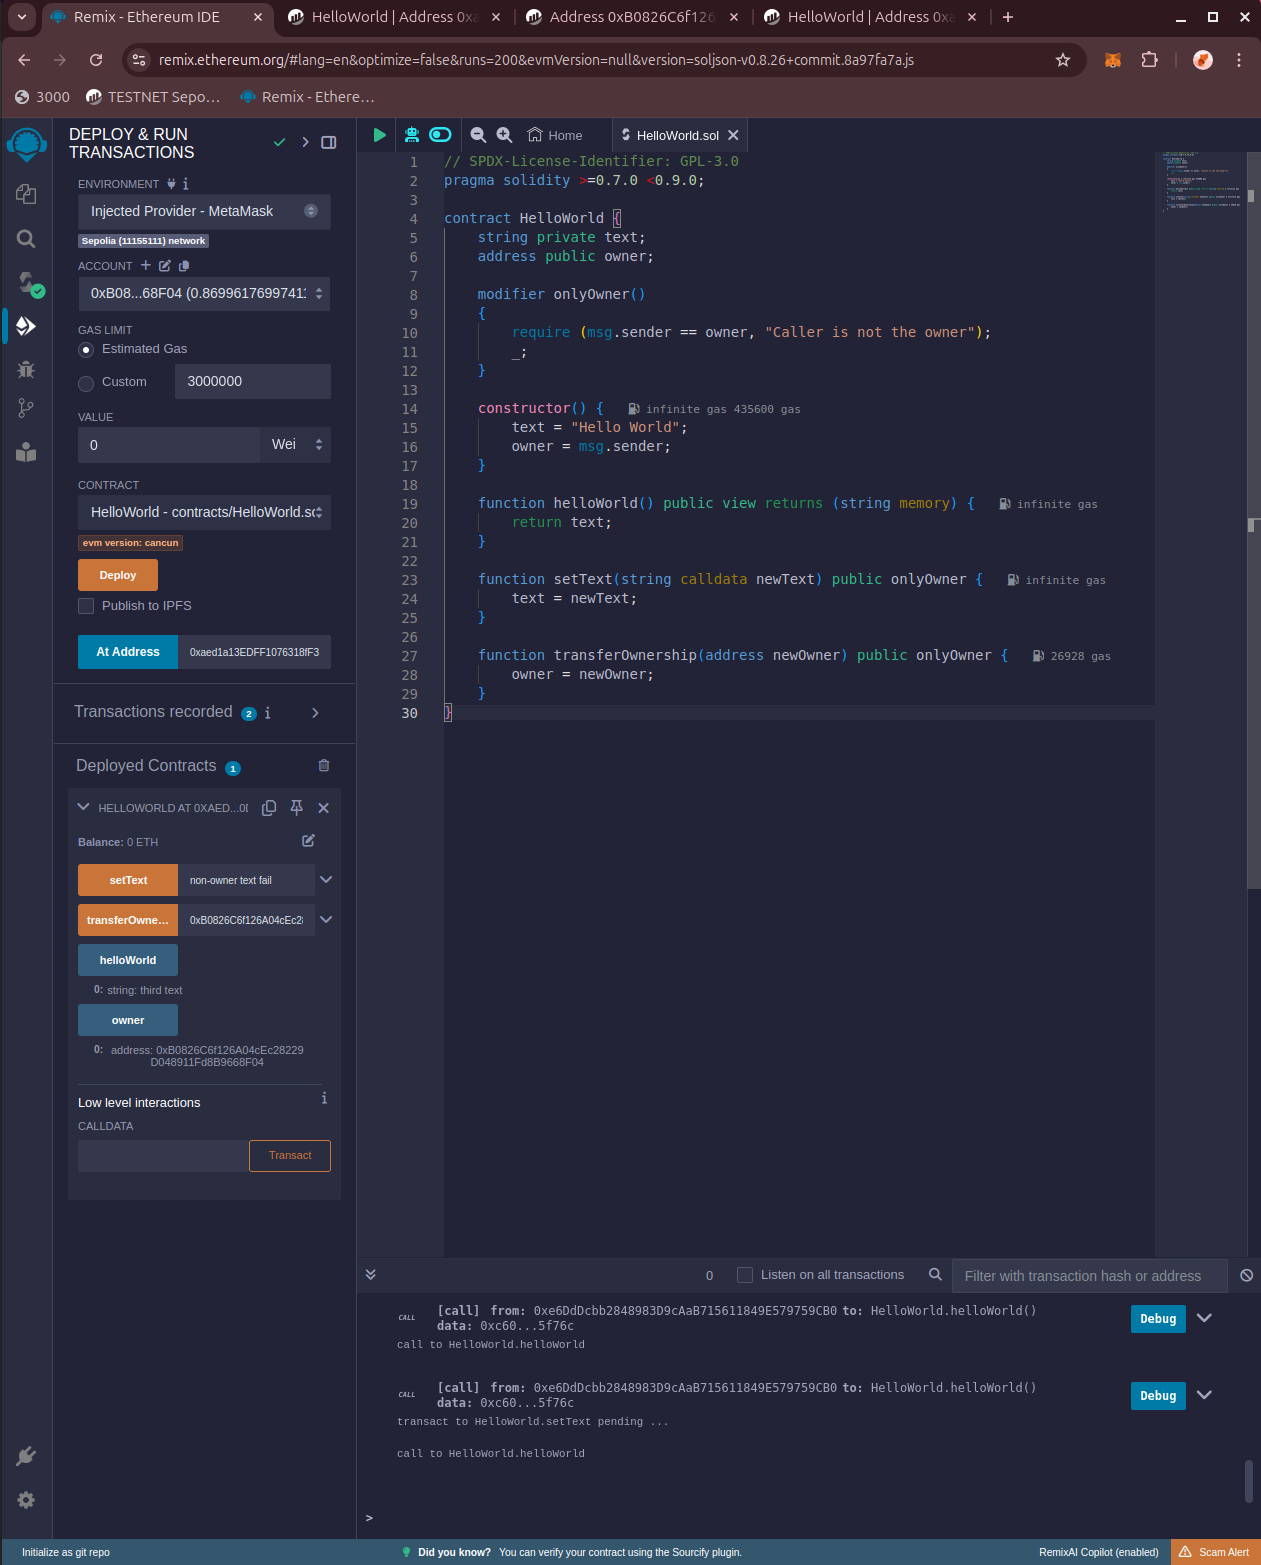 Remix - Ethereum IDE
HelloWorld | Address 0xa
Address 0xB0826C6f126
HelloWorld | Address 0xa
remix.ethereum.org/#lang=en&optimize=false&runs=200&evmVersion=null&version=soljson-v0.8.26+commit.8a97fa7a.js
3000
TESTNET Sepo...
Remix - Ethere...
DEPLOY & RUN
TRANSACTIONS
ENVIRONMENT
Injected Provider - MetaMask
Sepolia (11155111) network
ACCOUNT
0xB08...68F04 (0.86996176997411
GAS LIMIT
Estimated Gas
Custom
3000000
VALUE
0
Wei
CONTRACT
HelloWorld - contracts/HelloWorld.sc
evm version: cancun
Deploy
Publish to IPFS
At Address
0xaed1a13EDFF1076318fF3
Transactions recorded 2 i
Deployed Contracts 1
HELLOWORLD AT 0XAED...0D
Balance: 0 ETH
setText
non-owner text fail
transferOwne...
0xB0826C6f126A04cEc28
helloWorld
0: string: third text
owner
0: address: 0xB0826C6f126A04cEc28229
D048911Fd8B9668F04
Low level interactions
CALLDATA
Transact
Home
HelloWorld.sol
1 // SPDX-License-Identifier: GPL-3.0
2 pragma solidity >=0.7.0 <0.9.0;
3
4 contract HelloWorld {
5 string private text;
6 address public owner;
7
8 modifier onlyOwner()
9 {
10 require (msg.sender == owner, "Caller is not the owner");
11 _;
12 }
13
14 constructor() { infinite gas 435600 gas
15 text = "Hello World";
16 owner = msg.sender;
17 }
18
19 function helloWorld() public view returns (string memory) { infinite gas
20 return text;
21 }
22
23 function setText(string calldata newText) public onlyOwner { infinite gas
24 text = newText;
25 }
26
27 function transferOwnership(address newOwner) public onlyOwner { 26928 gas
28 owner = newOwner;
29 }
30 }
0
Listen on all transactions
Filter with transaction hash or address
CALL [call] from: 0xe6DdDcbb2848983D9cAaB715611849E579759CB0 to: HelloWorld.helloWorld()
data: 0xc60...5f76c
Debug
call to HelloWorld.helloWorld
CALL [call] from: 0xe6DdDcbb2848983D9cAaB715611849E579759CB0 to: HelloWorld.helloWorld()
data: 0xc60...5f76c
Debug
transact to HelloWorld.setText pending ...
call to HelloWorld.helloWorld
>
Initialize as git repo
Did you know? You can verify your contract using the Sourcify plugin.
RemixAI Copilot (enabled)
Scam Alert